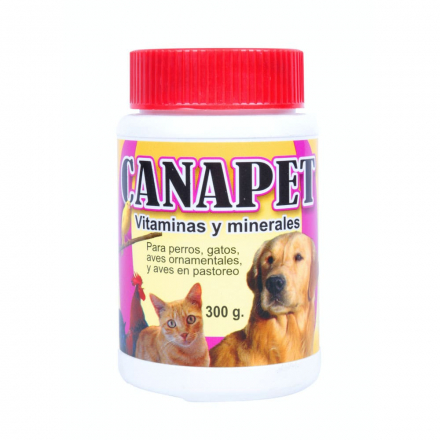 CANAPET
Vitaminas y minerales
Para perros, gatos,
aves ornamentales,
y aves en pastoreo
300 g.